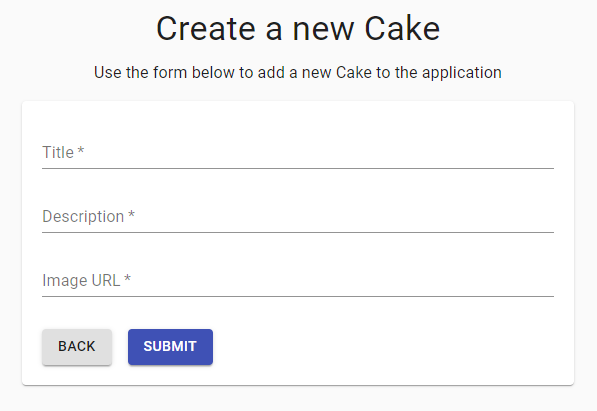 Create a new Cake
Use the form below to add a new Cake to the application
Title *
Description *
Image URL *
BACK SUBMIT